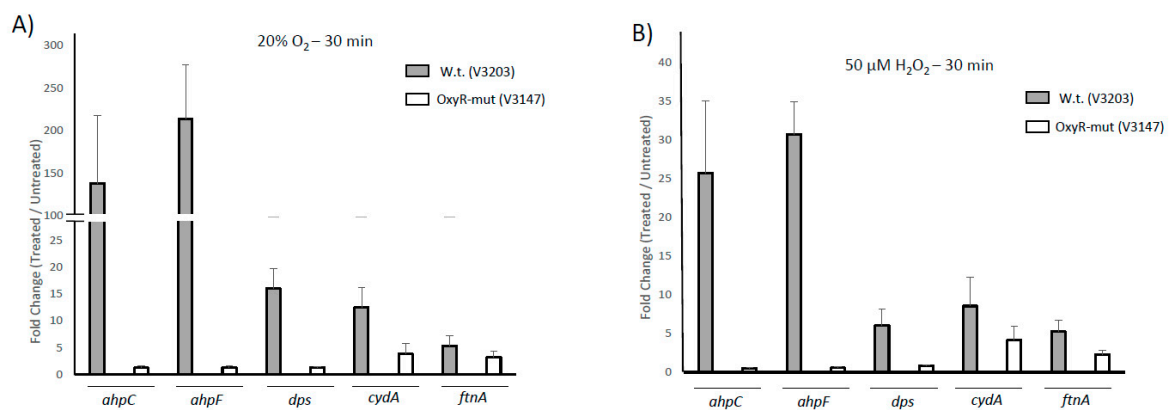 A)
20% O₂ – 30 min
W.t. (V3203)
OxyR-mut (V3147)
Fold Change (Treated / Untreated)
300
250
200
150
100
25
20
15
10
5
0
ahpC
ahpF
dps
cydA
ftnA
B)
50 µM H₂O₂ – 30 min
W.t. (V3203)
OxyR-mut (V3147)
Fold Change (Treated / Untreated)
40
35
30
25
20
15
10
5
0
ahpC
ahpF
dps
cydA
ftnA